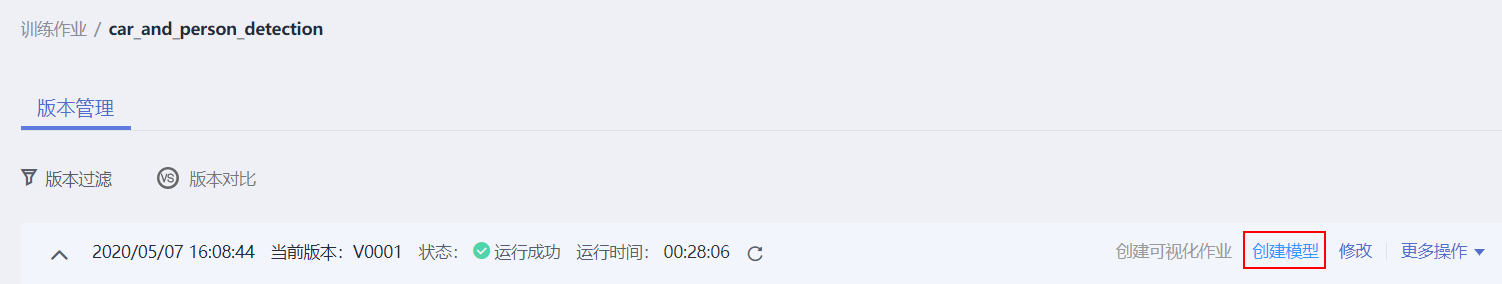 训练作业 / car_and_person_detection
版本管理
版本过滤 VS 版本对比
2020/05/07 16:08:44 当前版本：V0001 状态： 运行成功 运行时间： 00:28:06 创建可视化作业 创建模型 修改 更多操作